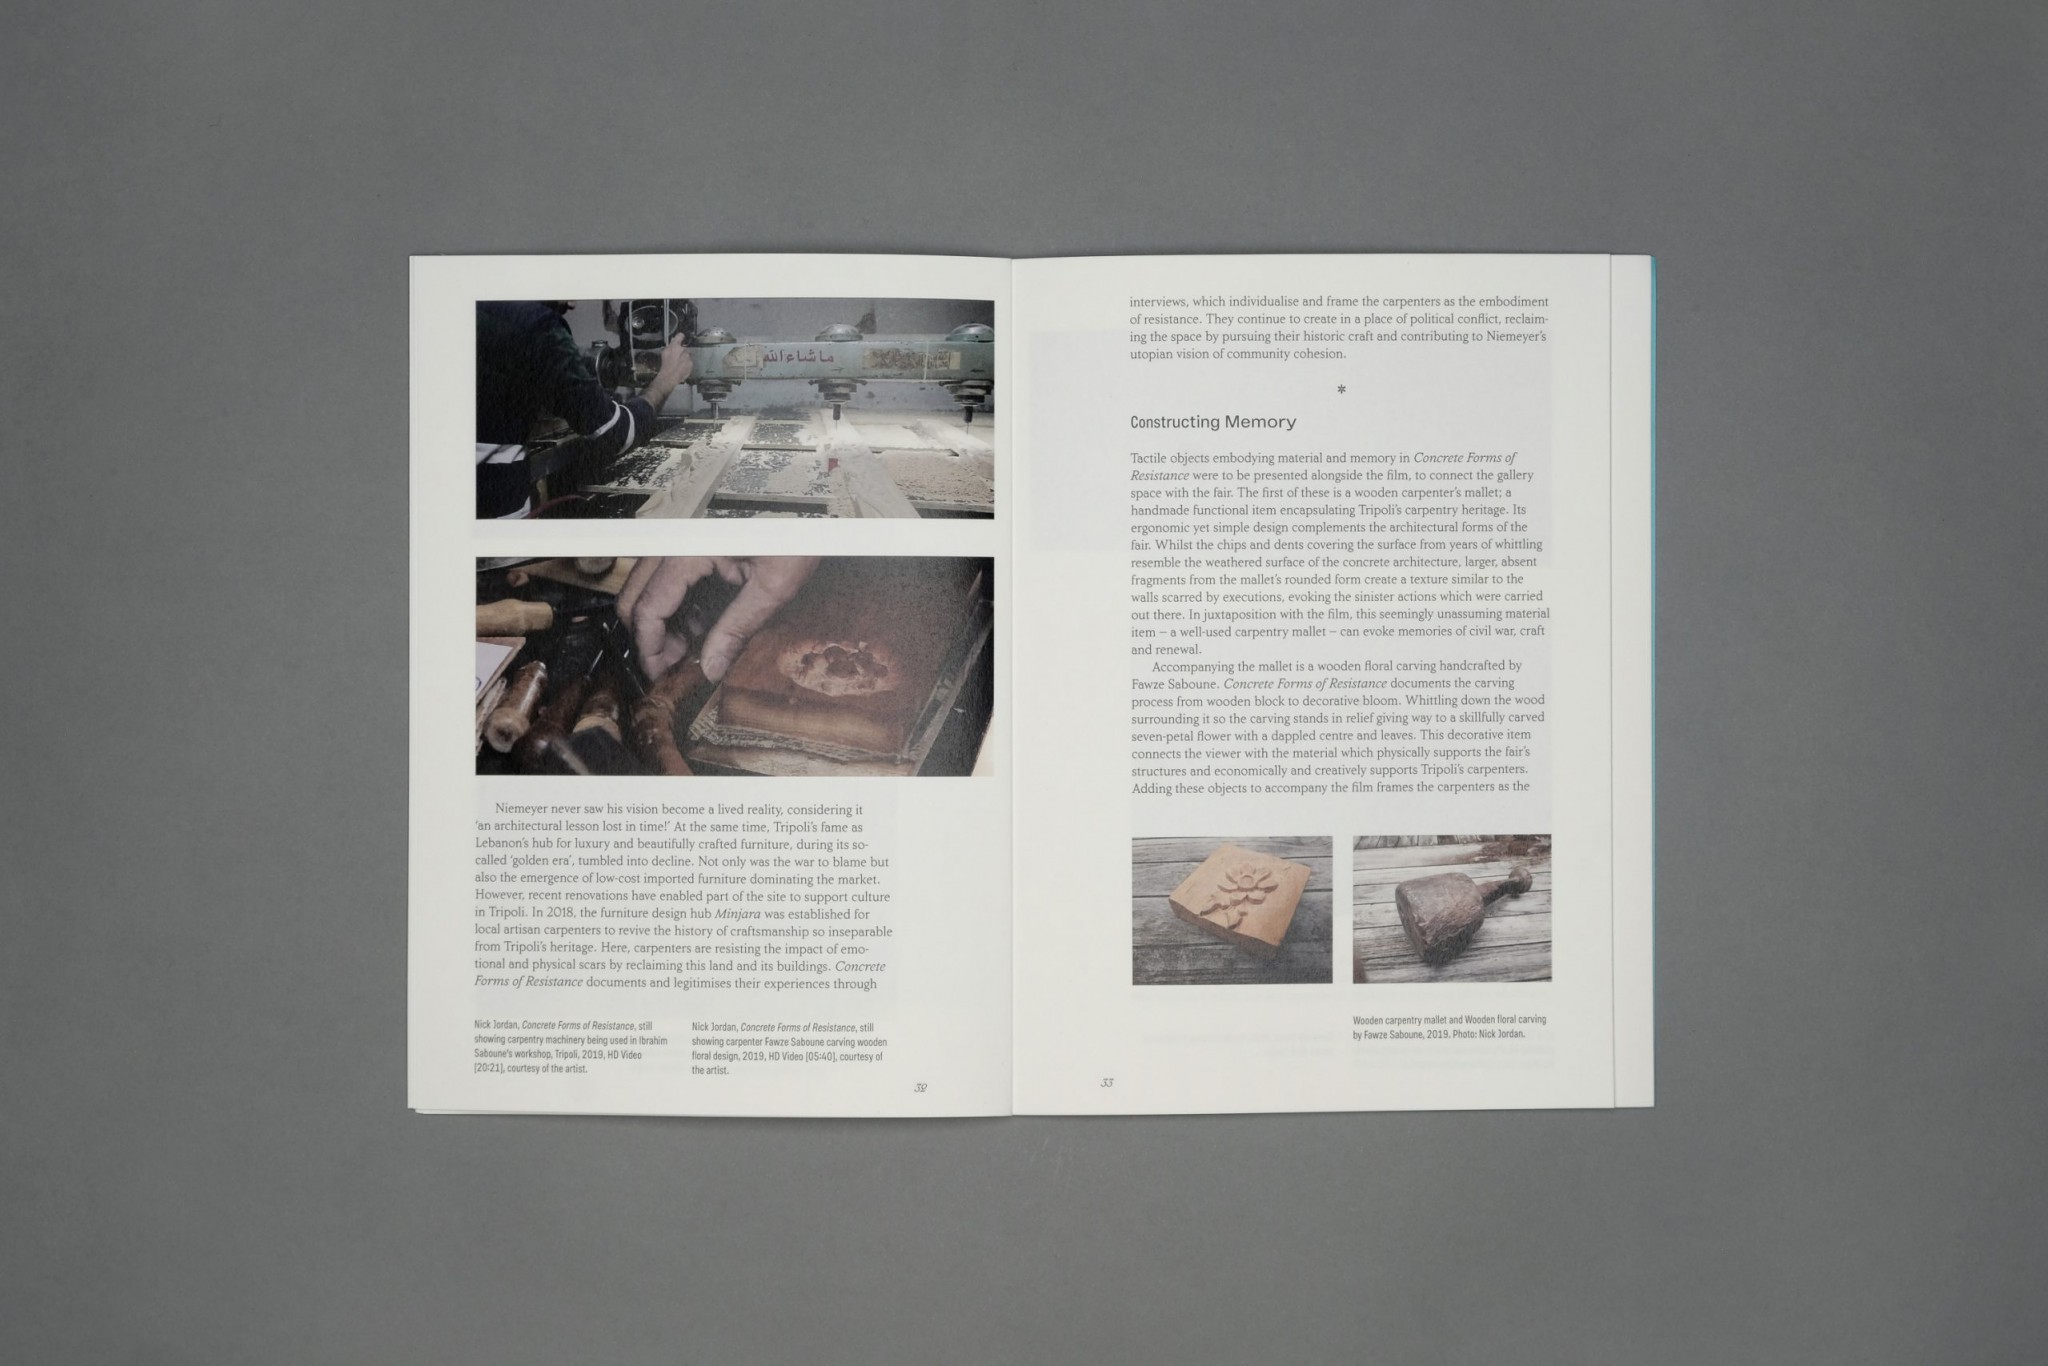 ما شاء الله
Niemeyer never saw his vision become a lived reality, considering it
‘an architectural lesson lost in time!’ At the same time, Tripoli’s fame as
Lebanon’s hub for luxury and beautifully crafted furniture, during its so-
called ‘golden era’, tumbled into decline. Not only was the war to blame but
also the emergence of low-cost imported furniture dominating the market.
However, recent renovations have enabled part of the site to support culture
in Tripoli. In 2018, the furniture design hub Minjara was established for
local artisan carpenters to revive the history of craftsmanship so inseparable
from Tripoli’s heritage. Here, carpenters are resisting the impact of emo-
tional and physical scars by reclaiming this land and its buildings. Concrete
Forms of Resistance documents and legitimises their experiences through
Nick Jordan, Concrete Forms of Resistance, still
showing carpentry machinery being used in Ibrahim
Saboune’s workshop, Tripoli, 2019, HD Video
[20:21], courtesy of the artist.
Nick Jordan, Concrete Forms of Resistance, still
showing carpenter Fawze Saboune carving wooden
floral design, 2019, HD Video [05:40], courtesy of
the artist.
32
interviews, which individualise and frame the carpenters as the embodiment
of resistance. They continue to create in a place of political conflict, reclaim-
ing the space by pursuing their historic craft and contributing to Niemeyer’s
utopian vision of community cohesion.
*
Constructing Memory
Tactile objects embodying material and memory in Concrete Forms of
Resistance were to be presented alongside the film, to connect the gallery
space with the fair. The first of these is a wooden carpenter’s mallet; a
handmade functional item encapsulating Tripoli’s carpentry heritage. Its
ergonomic yet simple design complements the architectural forms of the
fair. Whilst the chips and dents covering the surface from years of whittling
resemble the weathered surface of the concrete architecture, larger, absent
fragments from the mallet’s rounded form create a texture similar to the
walls scarred by executions, evoking the sinister actions which were carried
out there. In juxtaposition with the film, this seemingly unassuming material
item – a well-used carpentry mallet – can evoke memories of civil war, craft
and renewal.
Accompanying the mallet is a wooden floral carving handcrafted by
Fawze Saboune. Concrete Forms of Resistance documents the carving
process from wooden block to decorative bloom. Whittling down the wood
surrounding it so the carving stands in relief giving way to a skillfully carved
seven-petal flower with a dappled centre and leaves. This decorative item
connects the viewer with the material which physically supports the fair’s
structures and economically and creatively supports Tripoli’s carpenters.
Adding these objects to accompany the film frames the carpenters as the
Wooden carpentry mallet and Wooden floral carving
by Fawze Saboune, 2019. Photo: Nick Jordan.
33